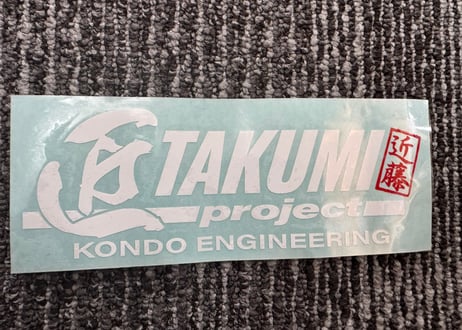 匠 TAKUMI
project
KONDO ENGINEERING
近藤